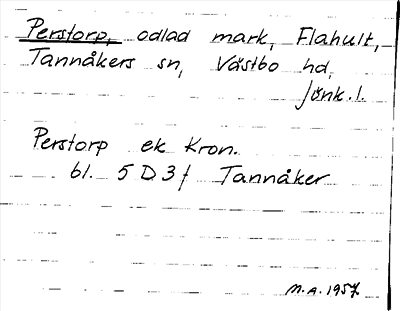 Perstorp, odlad mark, Flahult,
Tannåkers sn, Västbo hd,
Jönk. l.
Perstorp ek Kron.
bl. 5 D 3 f Tannåker
M.A. 1957.